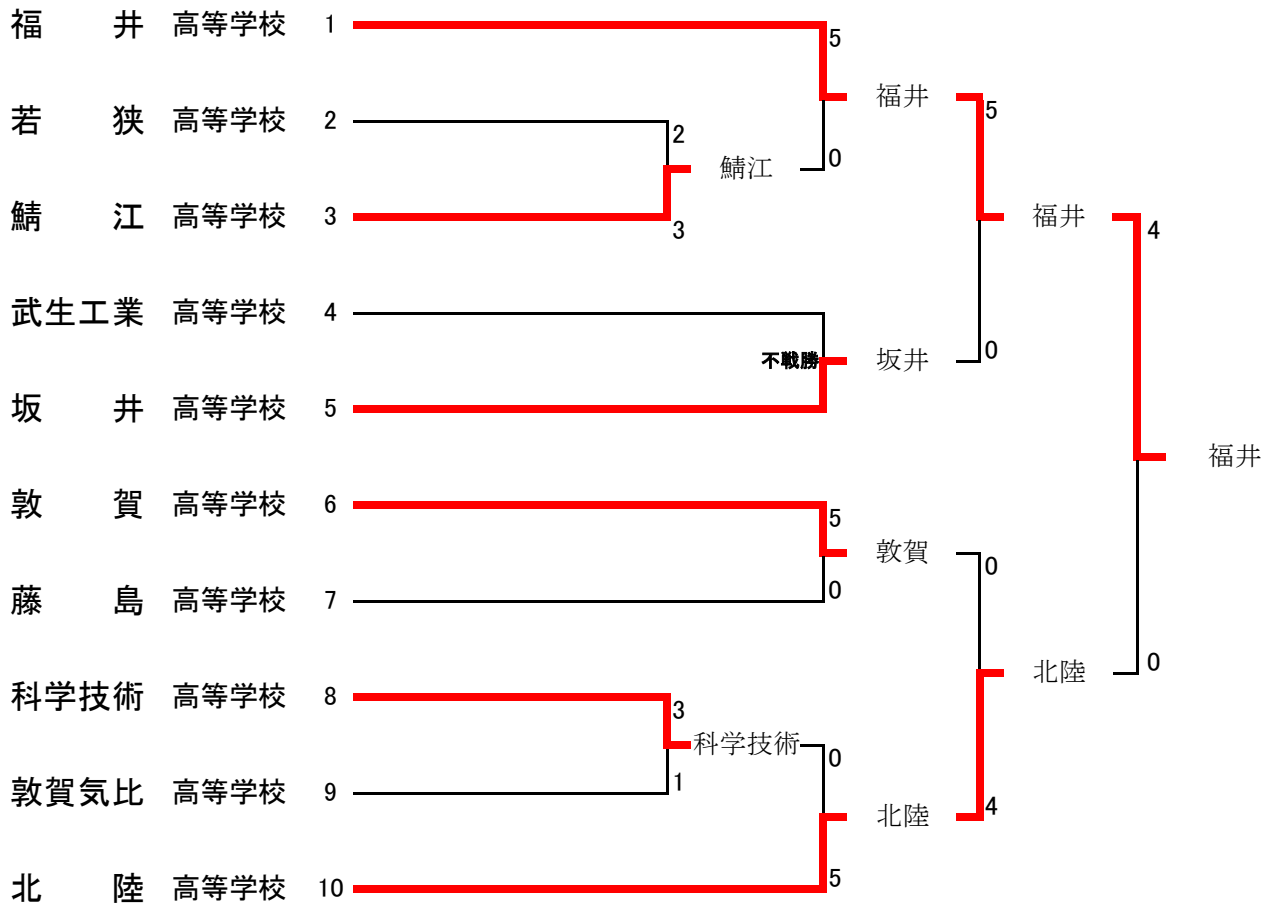 福 井 高等学校 1
5
福井
5
若 狭 高等学校 2
2
鯖江
0
鯖 江 高等学校 3
3
福井
4
武生工業 高等学校 4
不戦勝
坂井
0
坂 井 高等学校 5
福井
敦 賀 高等学校 6
5
敦賀
0
藤 島 高等学校 7
0
北陸
0
科学技術 高等学校 8
3
科学技術
0
敦賀気比 高等学校 9
1
北陸
4
北 陸 高等学校 10
5